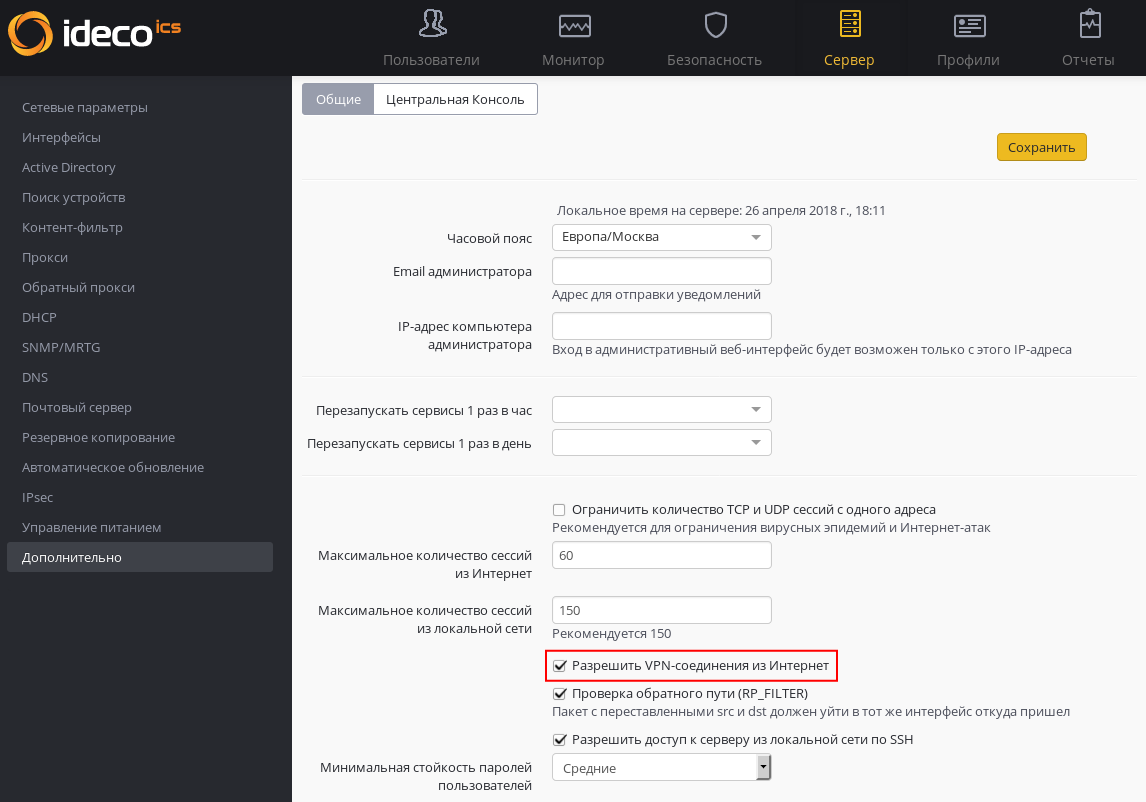 ideco ics
Пользователи
Монитор
Безопасность
Сервер
Профили
Отчеты
Сетевые параметры
Интерфейсы
Active Directory
Поиск устройств
Контент-фильтр
Прокси
Обратный прокси
DHCP
SNMP/MRTG
DNS
Почтовый сервер
Резервное копирование
Автоматическое обновление
IPsec
Управление питанием
Дополнительно
Общие
Центральная Консоль
Сохранить
Локальное время на сервере: 26 апреля 2018 г., 18:11
Часовой пояс
Европа/Москва
Email администратора
Адрес для отправки уведомлений
IP-адрес компьютера
администратора
Вход в административный веб-интерфейс будет возможен только с этого IP-адреса
Перезапускать сервисы 1 раз в час
Перезапускать сервисы 1 раз в день
Ограничить количество TCP и UDP сессий с одного адреса
Рекомендуется для ограничения вирусных эпидемий и Интернет-атак
Максимальное количество сессий
из Интернет
60
Максимальное количество сессий
из локальной сети
150
Рекомендуется 150
Разрешить VPN-соединения из Интернет
Проверка обратного пути (RP_FILTER)
Пакет с переставленными src и dst должен уйти в тот же интерфейс откуда пришел
Разрешить доступ к серверу из локальной сети по SSH
Минимальная стойкость паролей
пользователей
Средние